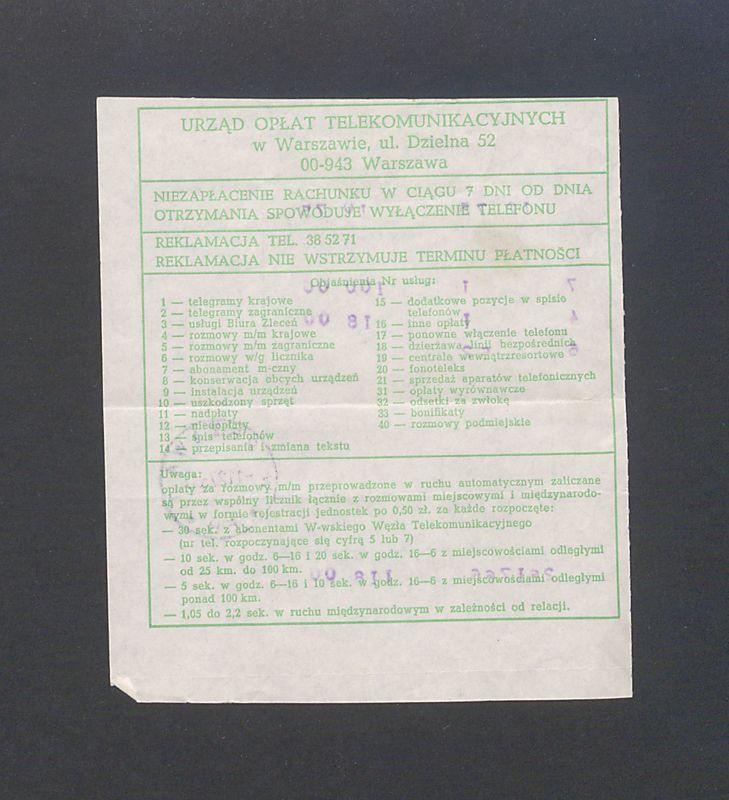 URZĄD OPŁAT TELEKOMUNIKACYJNYCH
w Warszawie, ul. Dzielna 52
00-943 Warszawa
NIEZAPŁACENIE RACHUNKU W CIĄGU 7 DNI OD DNIA
OTRZYMANIA SPOWODUJE WYŁĄCZENIE TELEFONU
REKLAMACJA TEL. 38 52 71
REKLAMACJA NIE WSTRZYMUJE TERMINU PŁATNOŚCI
Objaśnienia Nr usług:
1 — telegramy krajowe
2 — telegramy zagraniczne
3 — usługi Biura Zleceń
4 — rozmowy m/m krajowe
5 — rozmowy m/m zagraniczne
6 — rozmowy w/g licznika
7 — abonament m-czny
8 — konserwacja obcych urządzeń
9 — instalacja urządzeń
10 — uszkodzony sprzęt
11 — nadpłaty
12 — niedopłaty
13 — spis telefonów
14 — przepisania i zmiana tekstu
15 — dodatkowe pozycje w spisie
telefonów
16 — inne opłaty
17 — ponowne włączenie telefonu
18 — dzierżawa linii bezpośrednich
19 — centrale wewnątrzresortowe
20 — fonoteleks
21 — sprzedaż aparatów telefonicznych
31 — opłaty wyrównawcze
32 — odsetki za zwłokę
33 — bonifikaty
40 — rozmowy podmiejskie
Uwaga:
opłaty za rozmowy m/m przeprowadzone w ruchu automatycznym zaliczane
są przez wspólny licznik łącznie z rozmowami miejscowymi i międzynarodo-
wymi w formie rejestracji jednostek po 0,50 zł. za każde rozpoczęte:
— 30 sek. z abonentami W-wskiego Węzła Telekomunikacyjnego
(nr tel. rozpoczynające się cyfrą 5 lub 7)
— 10 sek. w godz. 6—16 i 20 sek. w godz. 16—6 z miejscowościami odległymi
od 25 km. do 100 km.
— 5 sek. w godz. 6—16 i 10 sek. w godz. 16—6 z miejscowościami odległymi
ponad 100 km.
— 1,05 do 2,2 sek. w ruchu międzynarodowym w zależności od relacji.